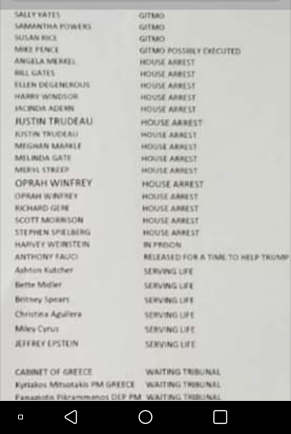 SALLY YATES GITMO
SAMANTHA POWERS GITMO
SUSAN RICE GITMO
MIKE PENCE GITMO POSSIBLY EXECUTED
ANGELA MERKEL HOUSE ARREST
BILL GATES HOUSE ARREST
ELLEN DEGENEROUS HOUSE ARREST
HARRY WINDSOR HOUSE ARREST
JACINDA ADERN HOUSE ARREST
JUSTIN TRUDEAU HOUSE ARREST
JUSTIN TRUDEAU HOUSE ARREST
MEGHAN MARKLE HOUSE ARREST
MELINDA GATE HOUSE ARREST
MERYL STREEP HOUSE ARREST
OPRAH WINFREY HOUSE ARREST
OPRAH WINFREY HOUSE ARREST
RICHARD GERE HOUSE ARREST
SCOTT MORRISON HOUSE ARREST
STEPHEN SPIELBERG HOUSE ARREST
HARVEY WEINSTEIN IN PRISON
ANTHONY FAUCI RELEASED FOR A TIME TO HELP TRUMP
Ashton Kutcher SERVING LIFE
Bette Midler SERVING LIFE
Britney Spears SERVING LIFE
Christina Aguilera SERVING LIFE
Miley Cyrus SERVING LIFE
JEFFREY EPSTEIN SERVING LIFE
CABINET OF GREECE WAITING TRIBUNAL
Kyriakos Mitsotakis PM GREECE WAITING TRIBUNAL
Panagiotis Pikrammenos DEP PM WAITING TRIBUNAL